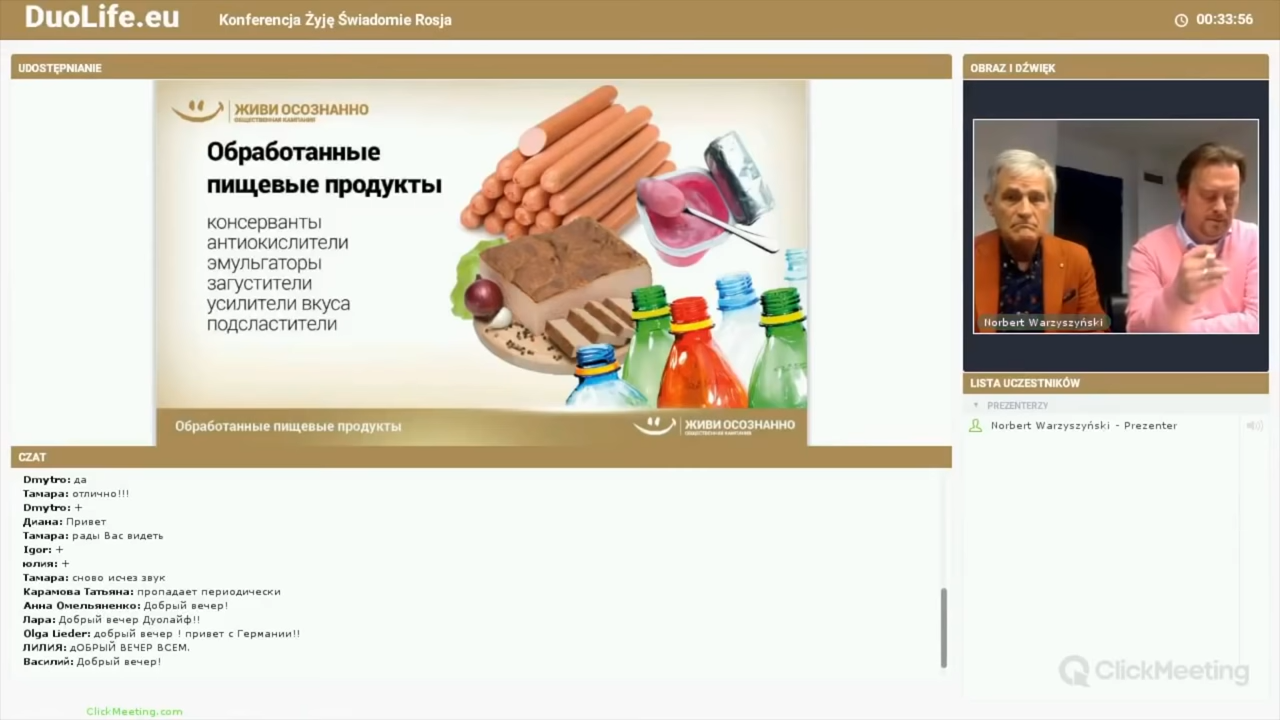 DuoLife.eu
Konferencja Żyję Świadomie Rosja
00:33:56
UDOSTĘPNIANIE
ЖИВИ ОСОЗНАННО
ОБЩЕСТВЕННАЯ КАМПАНИЯ
Обработанные
пищевые продукты
консерванты
антиокислители
эмульгаторы
загустители
усилители вкуса
подсластители
Обработанные пищевые продукты
ЖИВИ ОСОЗНАННО
ОБЩЕСТВЕННАЯ КАМПАНИЯ
OBRAZ I DŹWIĘK
Norbert Warzyszyński
LISTA UCZESTNIKÓW
PREZENTERZY
Norbert Warzyszyński - Prezenter
CZAT
Dmytro: да
Тамара: отлично!!!
Dmytro: +
Диана: Привет
Тамара: рады Вас видеть
Igor: +
юлия: +
Тамара: сново исчез звук
Карамова Татьяна: пропадает периодически
Анна Омельяненко: Добрый вечер!
Лара: Добрый вечер Дуолайф!!
Olga Lieder: добрый вечер ! привет с Германии!!
ЛИЛИЯ: дОБРЫЙ ВЕЧЕР ВСЕМ.
Василий: Добрый вечер!
ClickMeeting
ClickMeeting.com